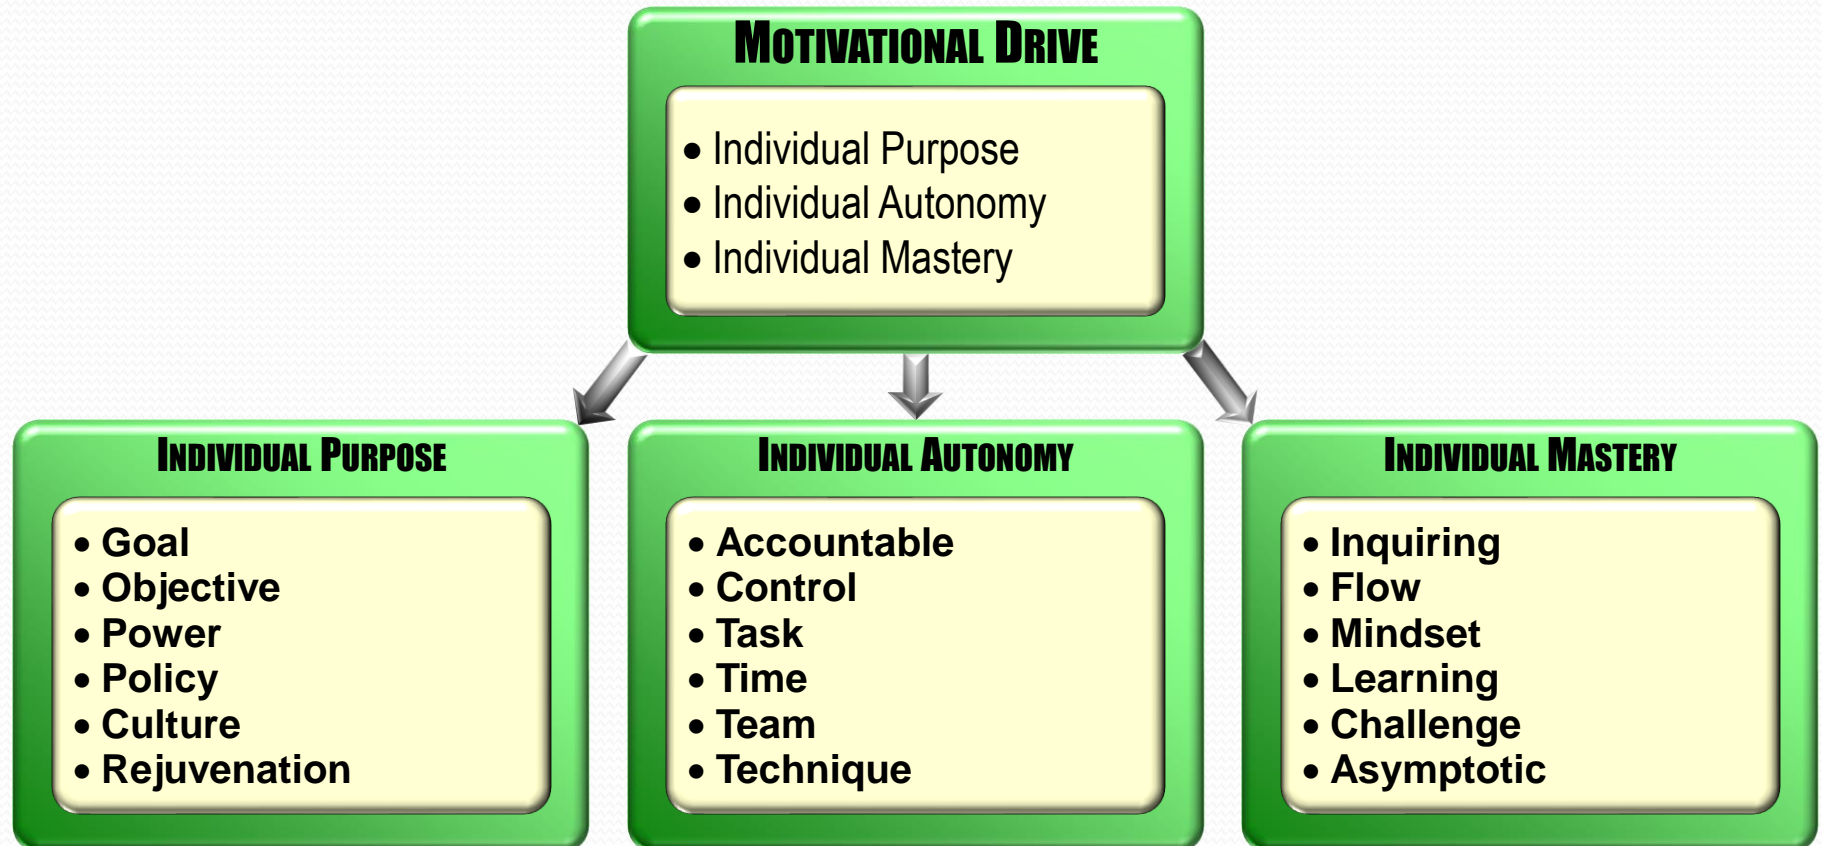 MOTIVATIONAL DRIVE
• Individual Purpose
• Individual Autonomy
• Individual Mastery
INDIVIDUAL PURPOSE
• Goal
• Objective
• Power
• Policy
• Culture
• Rejuvenation
INDIVIDUAL AUTONOMY
• Accountable
• Control
• Task
• Time
• Team
• Technique
INDIVIDUAL MASTERY
• Inquiring
• Flow
• Mindset
• Learning
• Challenge
• Asymptotic